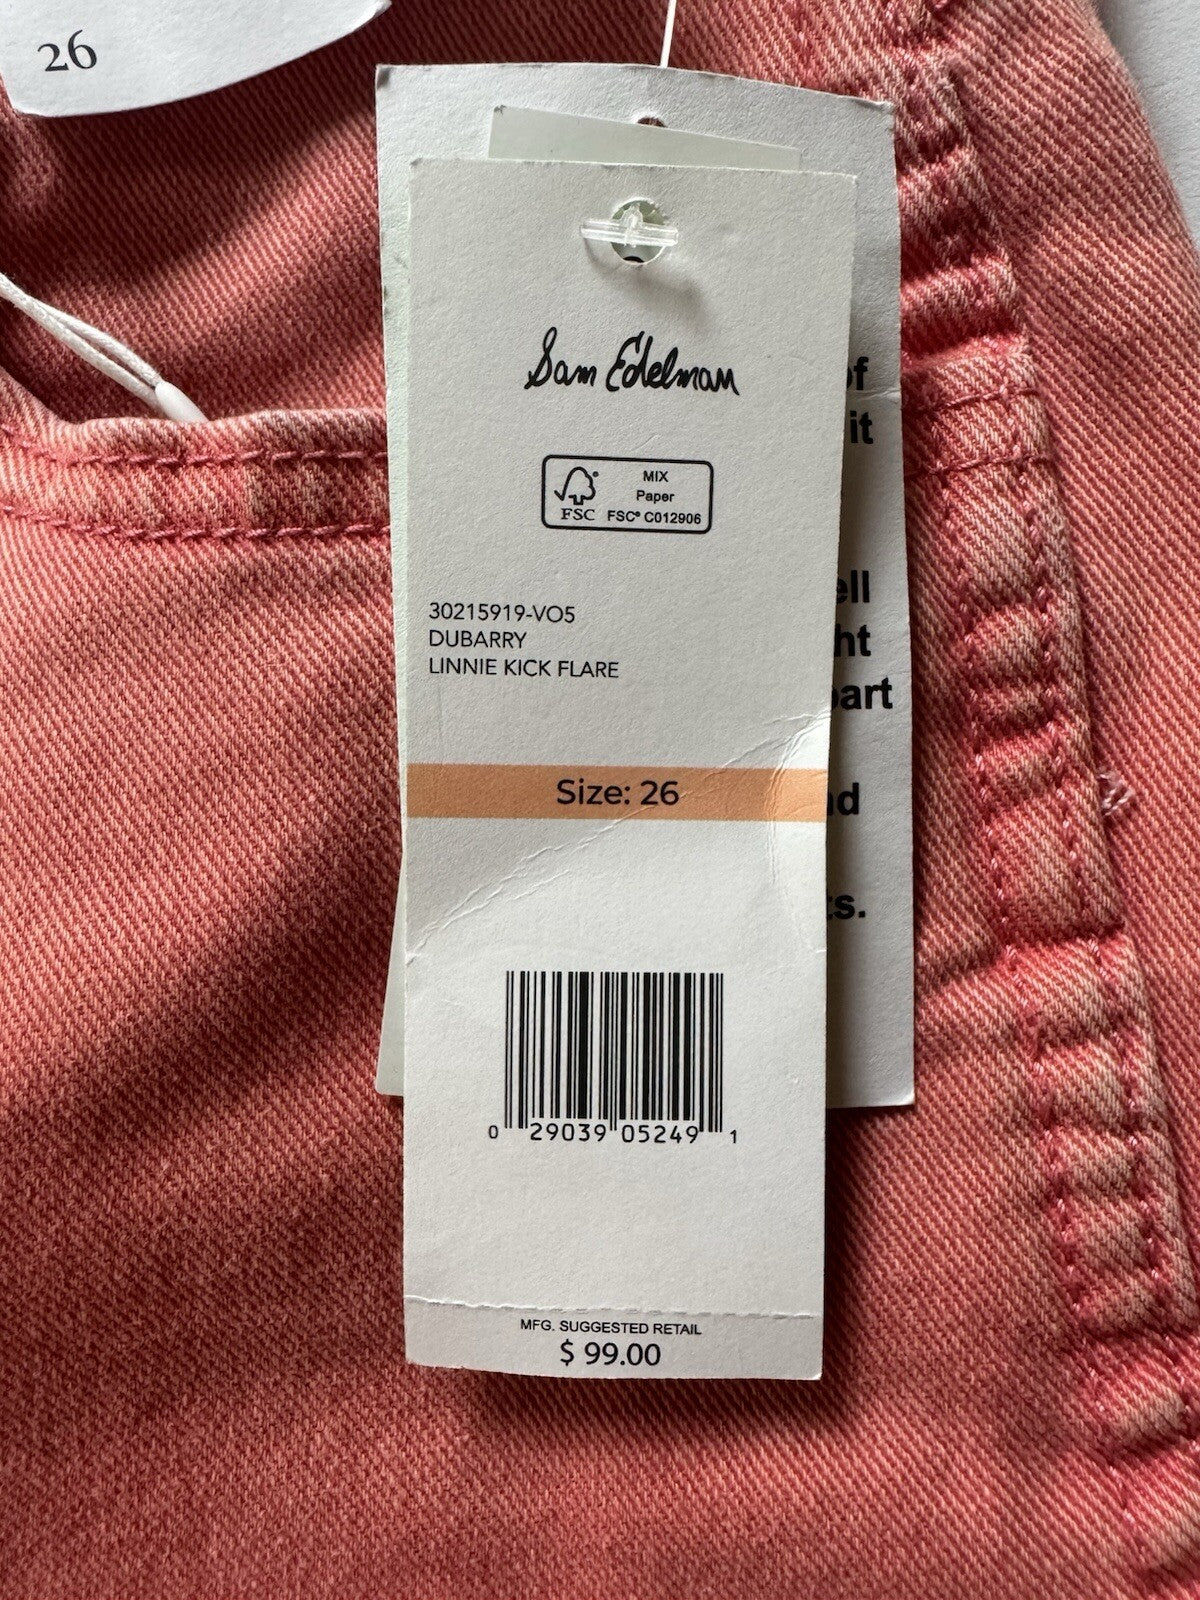 26
Sam Edelman
MIX
Paper
FSC
FSC® C012906
30215919-VO5
DUBARRY
LINNIE KICK FLARE
Size: 26
0 29039 05249 1
MFG. SUGGESTED RETAIL
$ 99.00
it